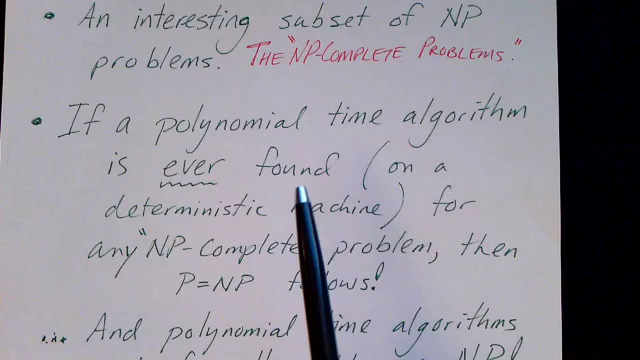 • An interesting subset of NP
problems. THE "NP-COMPLETE PROBLEMS."
• If a polynomial time algorithm
is ever found (on a
deterministic machine) for
any "NP-Complete problem, then
P=NP follows!
And polynomial time algorithms
NP!